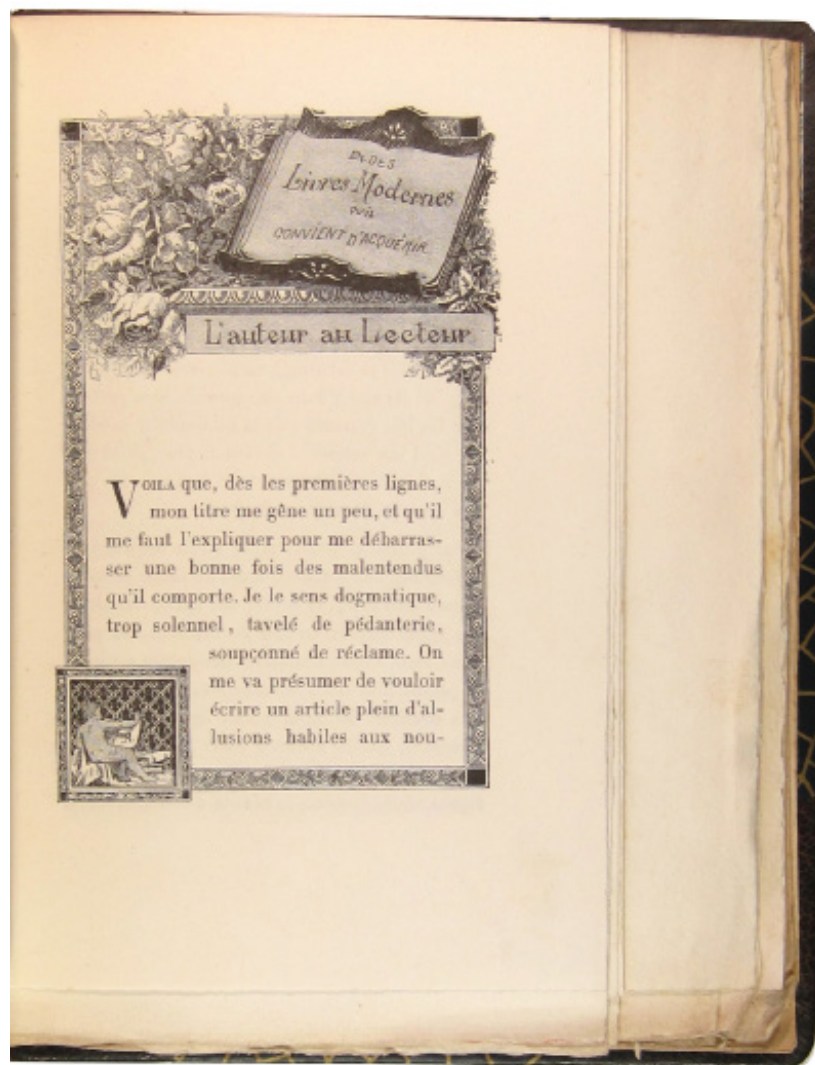 DES
Livres Modernes
qu'il
CONVIENT D'ACQUÉRIR
L'auteur au Lecteur
VOILA que, dès les premières lignes,
mon titre me gêne un peu, et qu'il
me faut l'expliquer pour me débarras-
ser une bonne fois des malentendus
qu'il comporte. Je le sens dogmatique,
trop solennel, tavelé de pédanterie,
soupçonné de réclame. On
me va présumer de vouloir
écrire un article plein d'al-
lusions habiles aux nou-